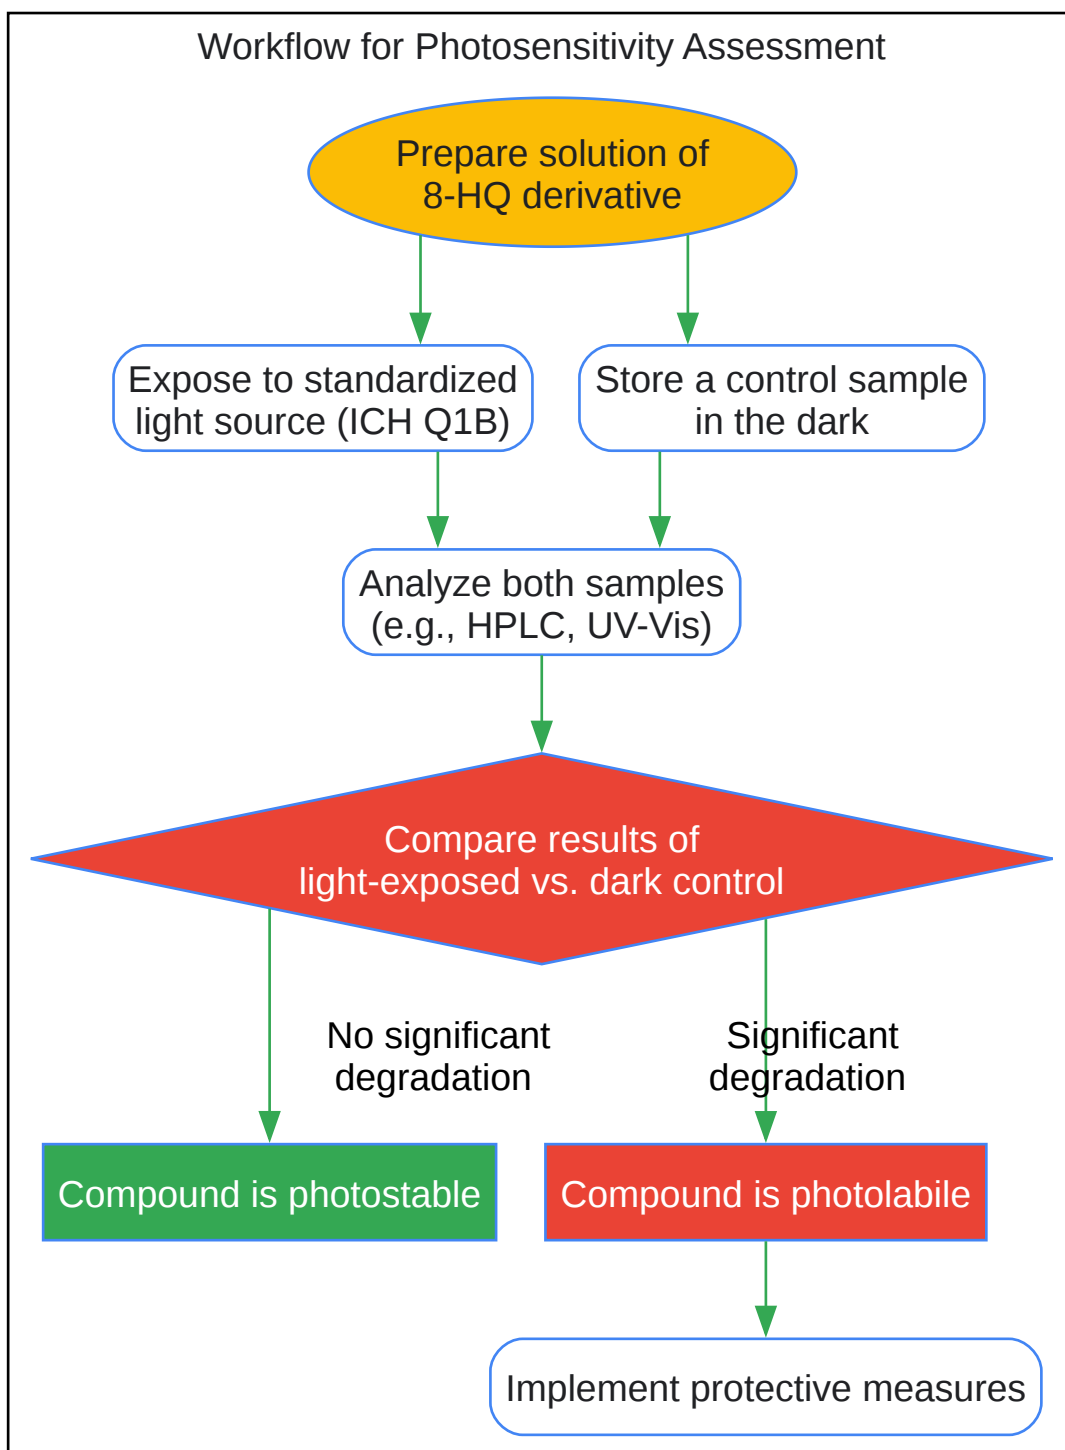 Workflow for Photosensitivity Assessment
Prepare solution of
8-HQ derivative
Expose to standardized
light source (ICH Q1B)
Store a control sample
in the dark
Analyze both samples
(e.g., HPLC, UV-Vis)
Compare results of
light-exposed vs. dark control
No significant
degradation
Significant
degradation
Compound is photostable
Compound is photolabile
Implement protective measures